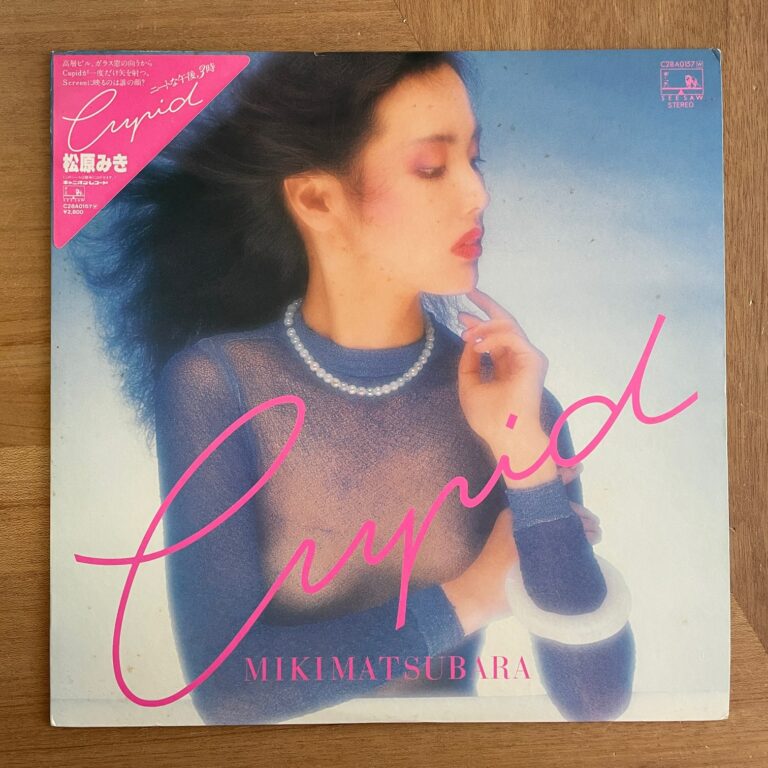 高層ビル、ガラス窓の向うから
Cupidが一度だけ矢を射つ。
Screenに映るのは誰の顔?
ニートな午後3時
Cupid
松原みき
キャニオン・レコード
SEE SAW
C28A0157
¥2,800
C28A0157
SEE SAW
STEREO
Cupid
MIKI MATSUBARA